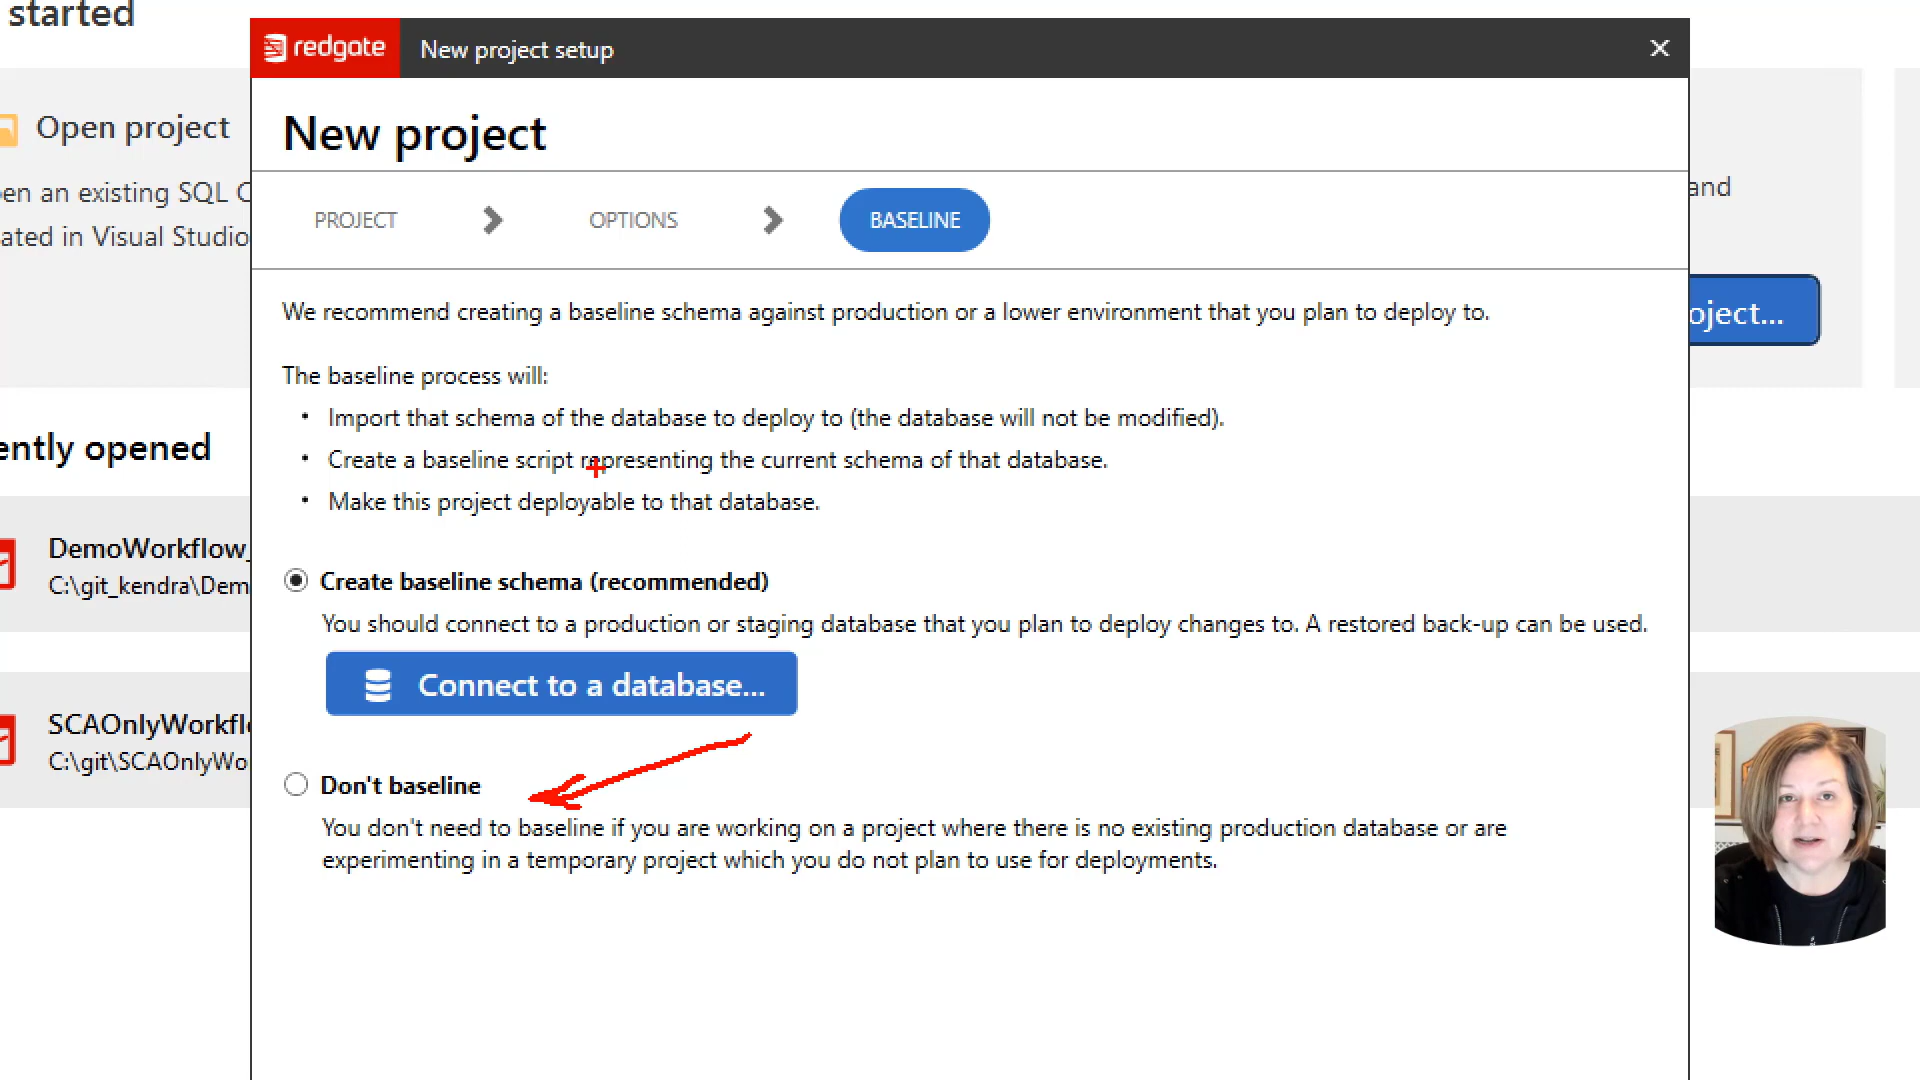 started
redgate New project setup
Open project
New project
en an existing SQL C
and
ated in Visual Studio
PROJECT
OPTIONS
BASELINE
We recommend creating a baseline schema against production or a lower environment that you plan to deploy to.
oject...
The baseline process will:
• Import that schema of the database to deploy to (the database will not be modified).
ently opened
• Create a baseline script representing the current schema of that database.
• Make this project deployable to that database.
DemoWorkflow_
C:\git_kendra\Dem
Create baseline schema (recommended)
You should connect to a production or staging database that you plan to deploy changes to. A restored back-up can be used.
Connect to a database...
SCAOnlyWorkfl
C:\git\SCAOnlyWo
Don't baseline
You don't need to baseline if you are working on a project where there is no existing production database or are
experimenting in a temporary project which you do not plan to use for deployments.